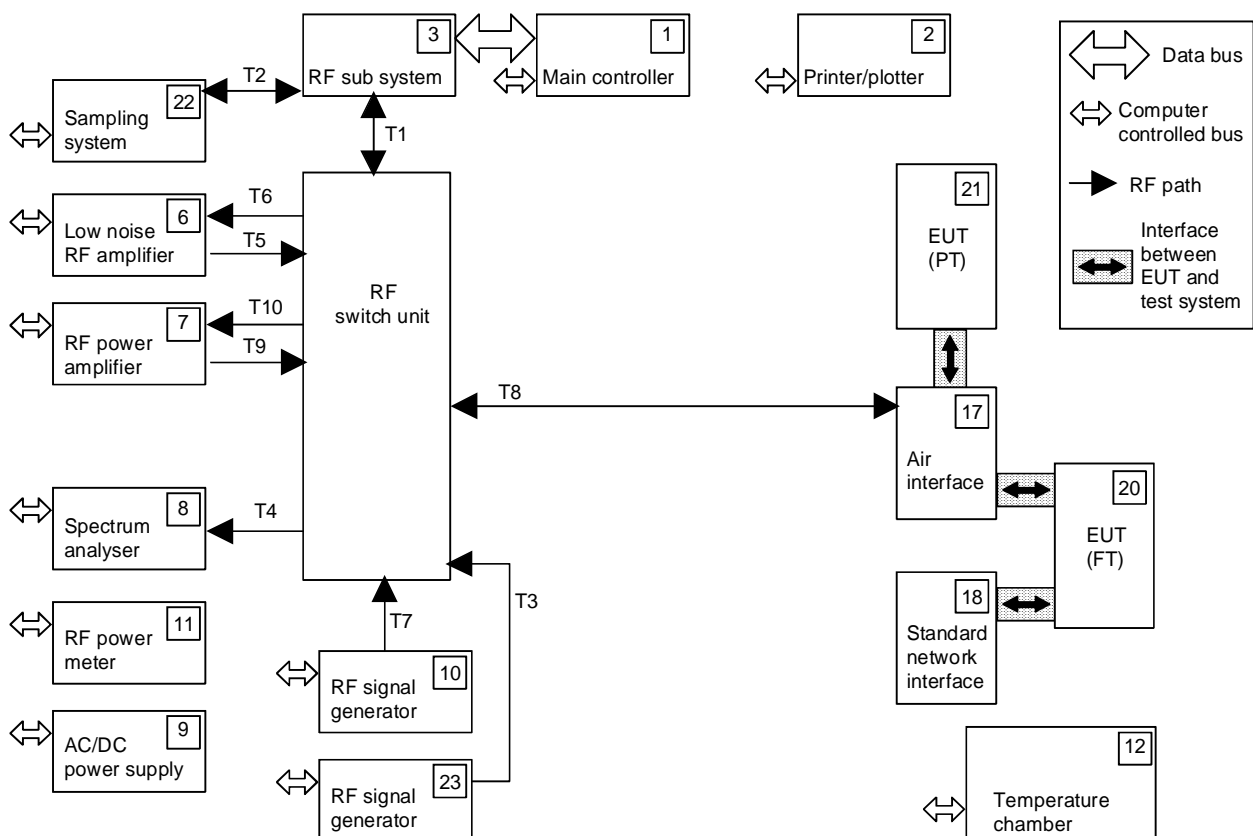 3
RF sub system
1
Main controller
2
Printer/plotter
Data bus
Computer
controlled bus
RF path
Interface
between
EUT and
test system
T2
22
Sampling
system
T1
T6
6
Low noise
RF amplifier
T5
RF
switch unit
T10
7
RF power
amplifier
T9
21
EUT
(PT)
T8
17
Air
interface
20
EUT
(FT)
8
Spectrum
analyser
T4
T3
18
Standard
network
interface
11
RF power
meter
T7
10
RF signal
generator
9
AC/DC
power supply
23
RF signal
generator
12
Temperature
chamber